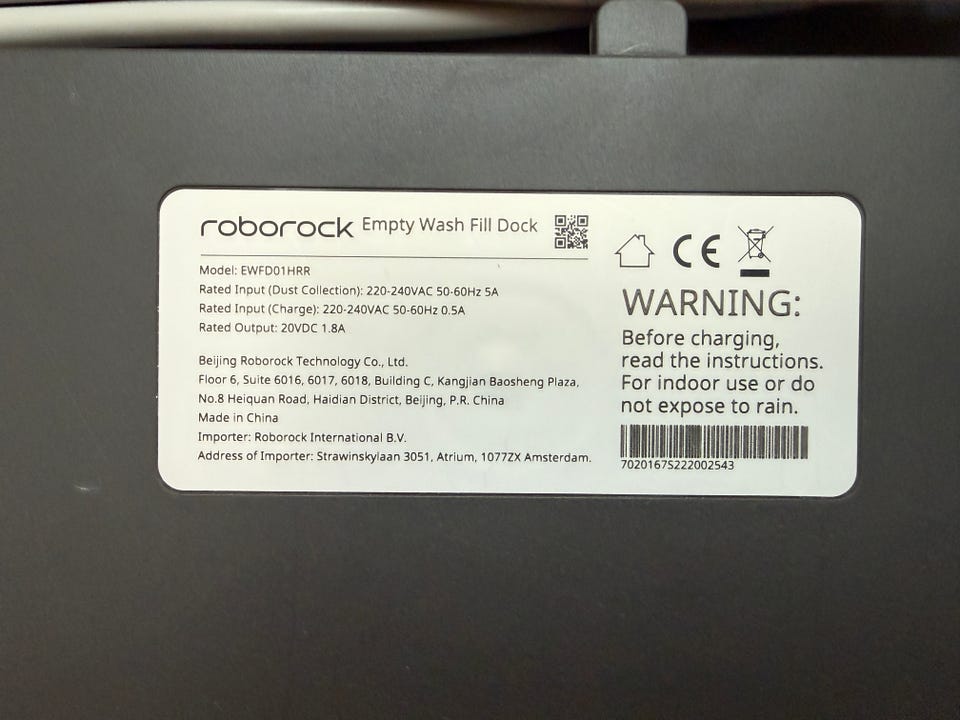 roborock Empty Wash Fill Dock
Model: EWFD01HRR
Rated Input (Dust Collection): 220-240VAC 50-60Hz 5A
Rated Input (Charge): 220-240VAC 50-60Hz 0.5A
Rated Output: 20VDC 1.8A
Beijing Roborock Technology Co., Ltd.
Floor 6, Suite 6016, 6017, 6018, Building C, Kangjian Baosheng Plaza,
No.8 Heiquan Road, Haidian District, Beijing, P.R. China
Made in China
Importer: Roborock International B.V.
Address of Importer: Strawinskylaan 3051, Atrium, 1077ZX Amsterdam.
CE
WARNING:
Before charging,
read the instructions.
For indoor use or do
not expose to rain.
7020167S222002543